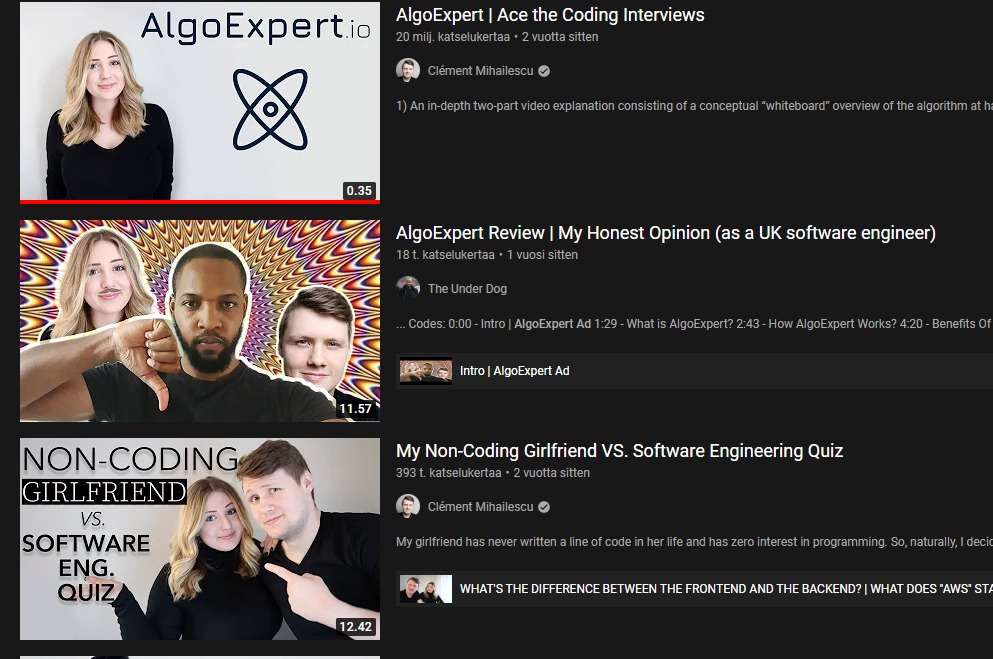 AlgoExpert.io
0.35
AlgoExpert | Ace the Coding Interviews
20 milj. katselukertaa • 2 vuotta sitten
Clément Mihailescu
1) An in-depth two-part video explanation consisting of a conceptual "whiteboard" overview of the algorithm at ha
11.57
AlgoExpert Review | My Honest Opinion (as a UK software engineer)
18 t. katselukertaa • 1 vuosi sitten
The Under Dog
... Codes: 0:00 - Intro | AlgoExpert Ad 1:29 - What is AlgoExpert? 2:43 - How AlgoExpert Works? 4:20 - Benefits Of
Intro | AlgoExpert Ad
NON-CODING
GIRLFRIEND
VS.
SOFTWARE
ENG.
QUIZ
12.42
My Non-Coding Girlfriend VS. Software Engineering Quiz
393 t. katselukertaa • 2 vuotta sitten
Clément Mihailescu
My girlfriend has never written a line of code in her life and has zero interest in programming. So, naturally, I decid
WHAT'S THE DIFFERENCE BETWEEN THE FRONTEND AND THE BACKEND? | WHAT DOES "AWS" STA